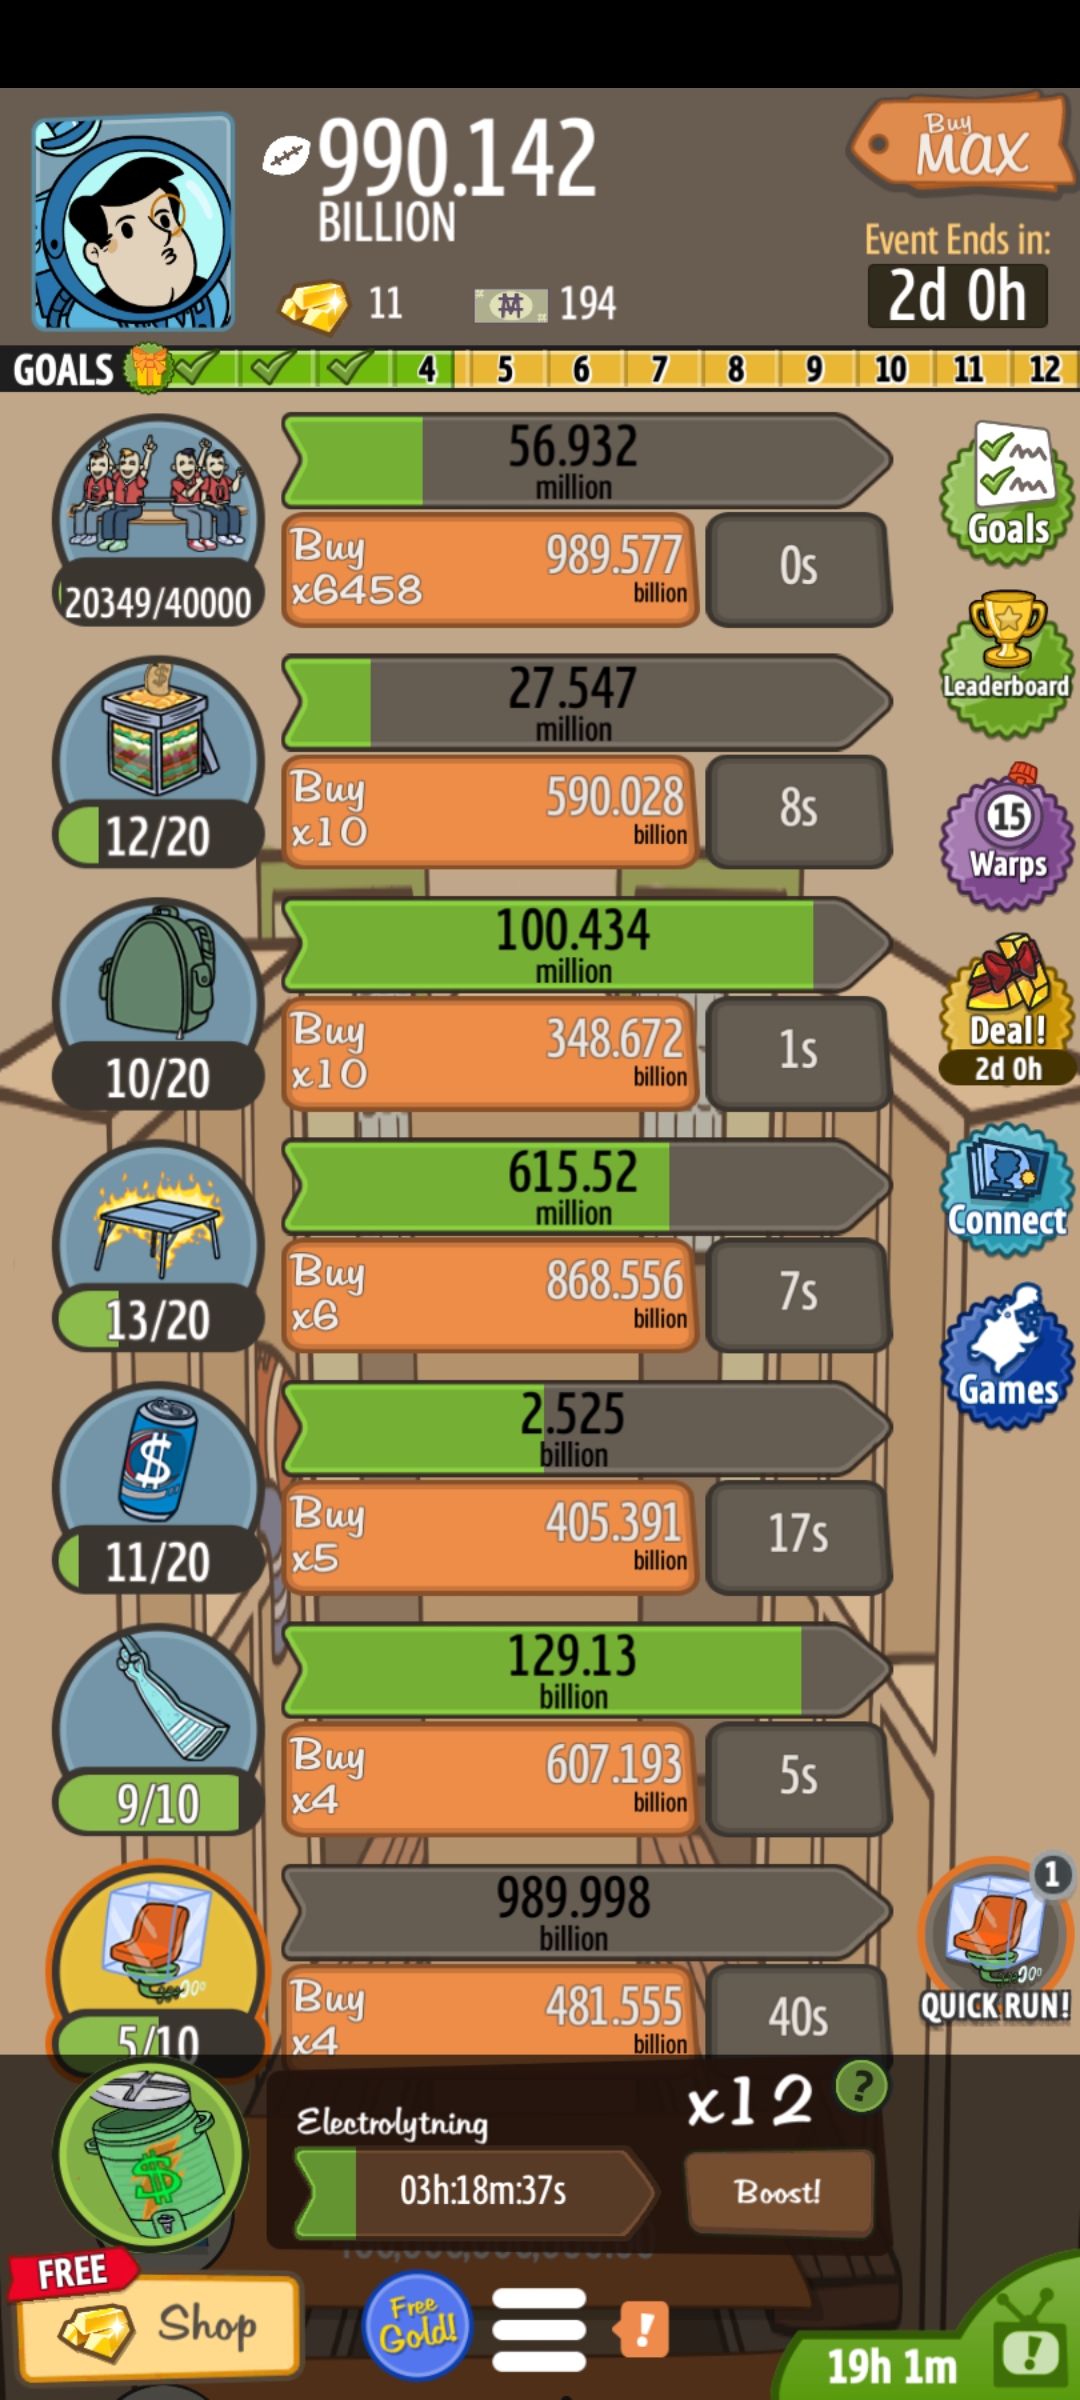 990.142
BILLION
Buy
MAX
Event Ends in:
2d 0h
11
194
GOALS
4
5
6
7
8
9
10
11
12
56.932
million
Buy
x6458
989.577
billion
0s
20349/40000
Goals
27.547
million
Buy
x10
590.028
billion
8s
12/20
Leaderboard
100.434
million
Buy
x10
348.672
billion
1s
10/20
15
Warps
Deal!
2d 0h
615.52
million
Buy
x6
868.556
billion
7s
13/20
Connect
2.525
billion
Buy
x5
405.391
billion
17s
11/20
Games
129.13
billion
Buy
x4
607.193
billion
5s
9/10
989.998
billion
Buy
x4
481.555
billion
40s
5/10
1
QUICK RUN!
Electrolytning
x12
?
03h:18m:37s
Boost!
FREE
Shop
Free
Gold!
!
19h 1m
!